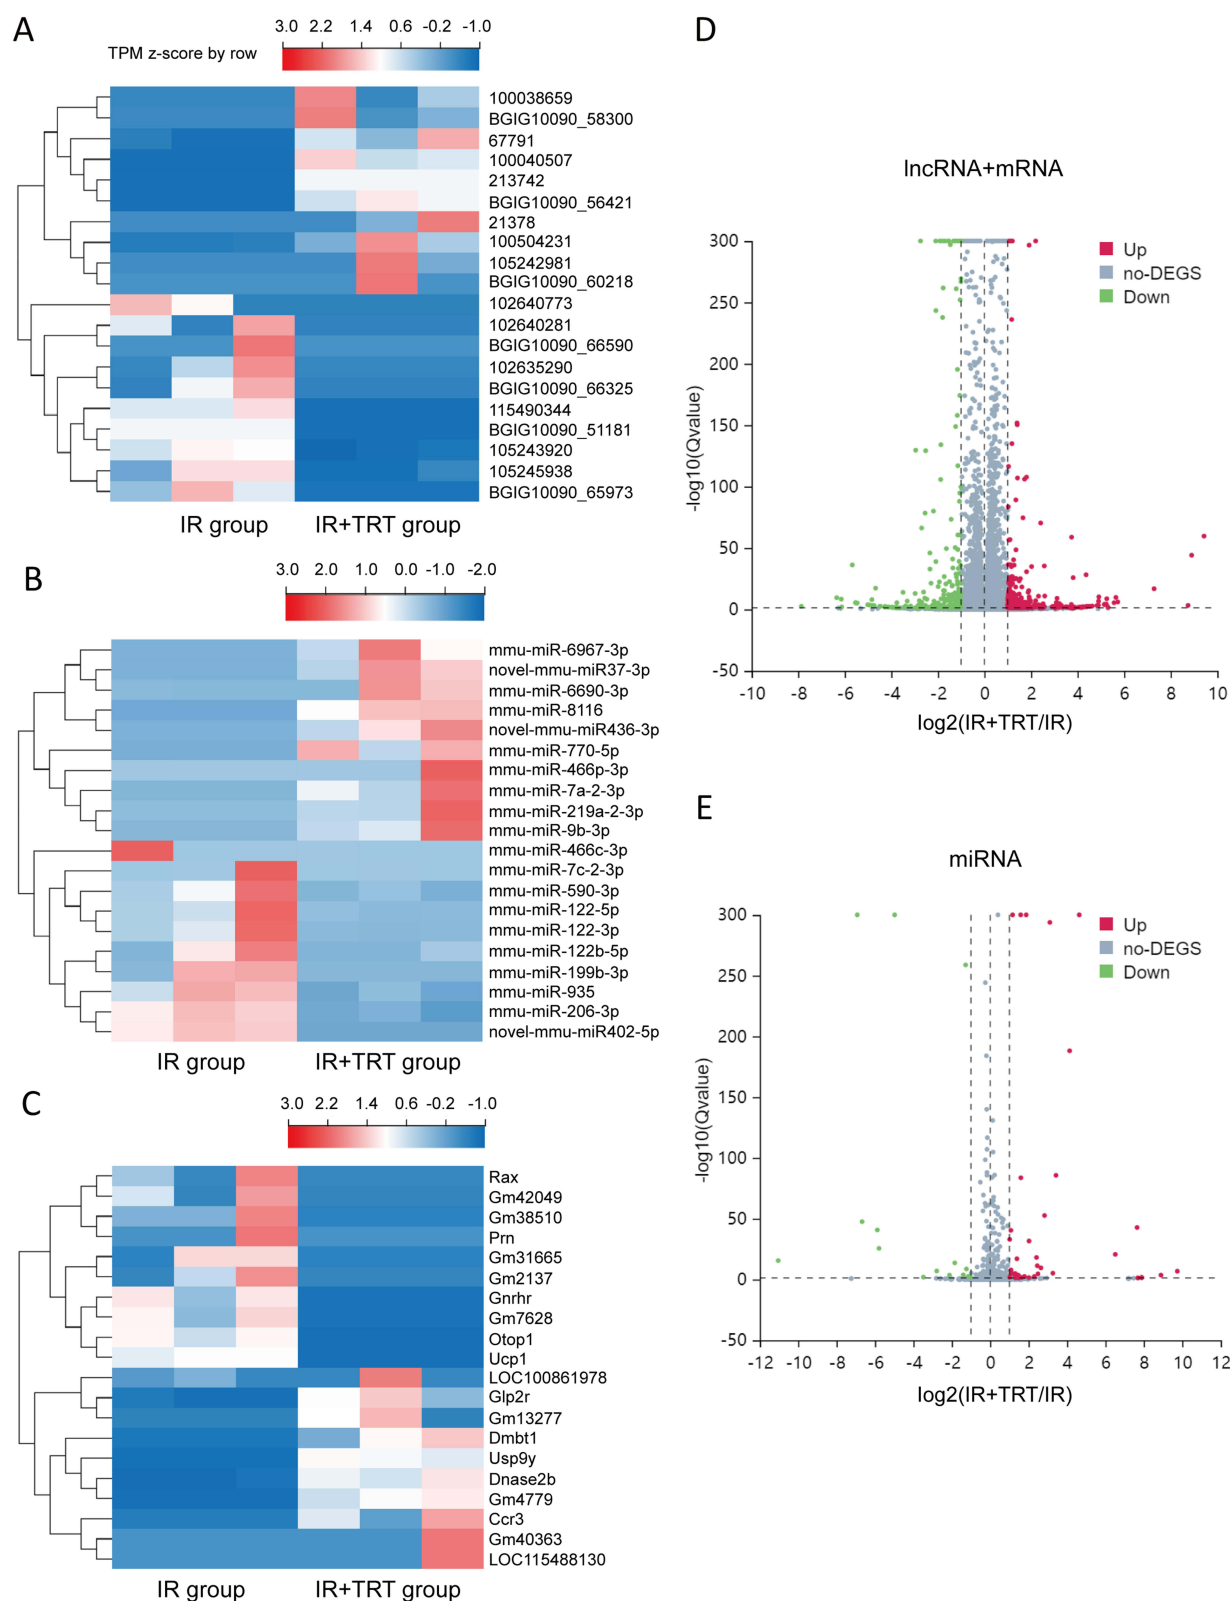 A
3.0 2.2 1.4 0.6 -0.2 -1.0
TPM z-score by row
100038659
BGIG10090_58300
67791
100040507
213742
BGIG10090_56421
21378
100504231
105242981
BGIG10090_60218
102640773
102640281
BGIG10090_66590
102635290
BGIG10090_66325
115490344
BGIG10090_51181
105243920
105245938
BGIG10090_65973
IR group IR+TRT group
B
3.0 2.0 1.0 0.0 -1.0 -2.0
mmu-miR-6967-3p
novel-mmu-miR37-3p
mmu-miR-6690-3p
mmu-miR-8116
novel-mmu-miR436-3p
mmu-miR-770-5p
mmu-miR-466p-3p
mmu-miR-7a-2-3p
mmu-miR-219a-2-3p
mmu-miR-9b-3p
mmu-miR-466c-3p
mmu-miR-7c-2-3p
mmu-miR-590-3p
mmu-miR-122-5p
mmu-miR-122-3p
mmu-miR-122b-5p
mmu-miR-199b-3p
mmu-miR-935
mmu-miR-206-3p
novel-mmu-miR402-5p
IR group IR+TRT group
C
3.0 2.2 1.4 0.6 -0.2 -1.0
Rax
Gm42049
Gm38510
Prn
Gm31665
Gm2137
Gnrhr
Gm7628
Otop1
Ucp1
LOC100861978
Glp2r
Gm13277
Dmbt1
Usp9y
Dnase2b
Gm4779
Ccr3
Gm40363
LOC115488130
IR group IR+TRT group
D
lncRNA+mRNA
Up
no-DEGS
Down
-log10(Qvalue)
300
250
200
150
100
50
0
-50
-10 -8 -6 -4 -2 0 2 4 6 8 10
log2(IR+TRT/IR)
E
miRNA
Up
no-DEGS
Down
-log10(Qvalue)
300
250
200
150
100
50
0
-50
-12 -10 -8 -6 -4 -2 0 2 4 6 8 10 12
log2(IR+TRT/IR)